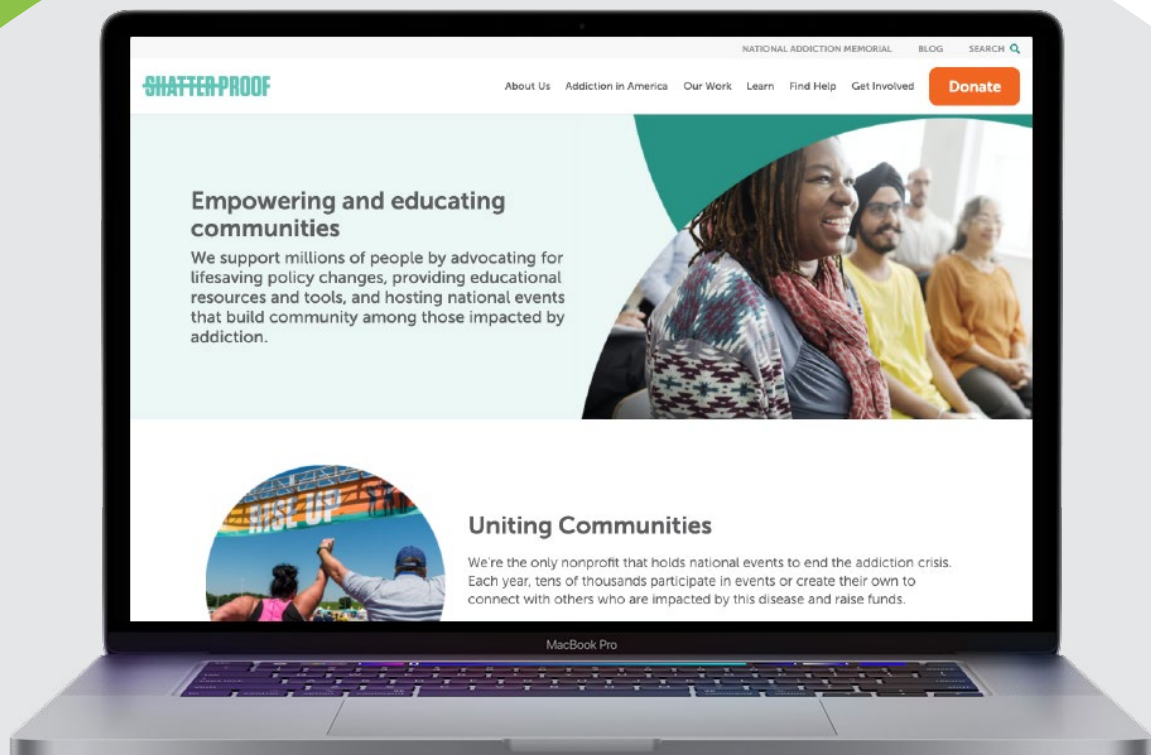 NATIONAL ADDICTION MEMORIAL BLOG SEARCH
SHATTERPROOF
About Us Addiction in America Our Work Learn Find Help Get Involved Donate
Empowering and educating
communities
We support millions of people by advocating for
lifesaving policy changes, providing educational
resources and tools, and hosting national events
that build community among those impacted by
addiction.
RISE UP
Uniting Communities
We're the only nonprofit that holds national events to end the addiction crisis.
Each year, tens of thousands participate in events or create their own to
connect with others who are impacted by this disease and raise funds.
MacBook Pro